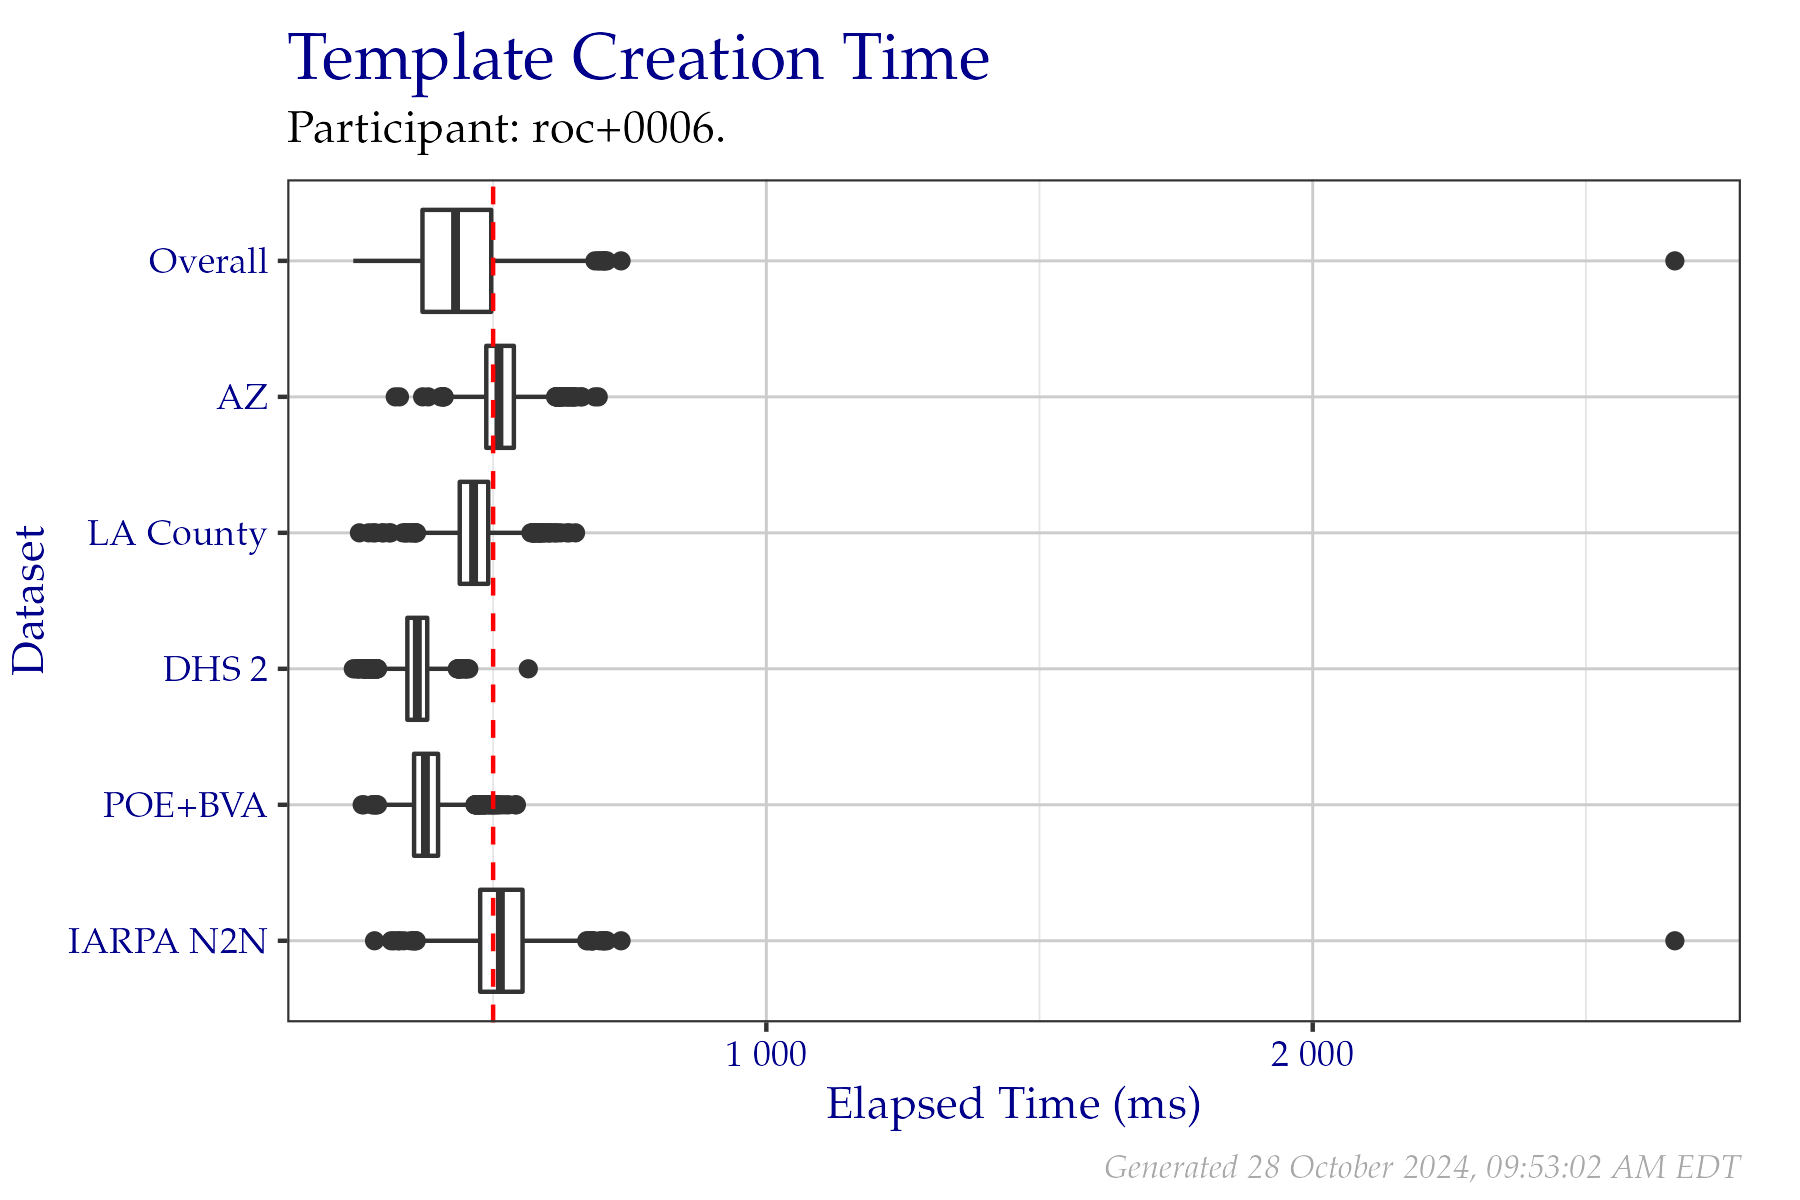 Template Creation Time
Participant: roc+0006.
Dataset
Overall
AZ
LA County
DHS 2
POE+BVA
IARPA N2N
1 000
2 000
Elapsed Time (ms)
Generated 28 October 2024, 09:53:02 AM EDT